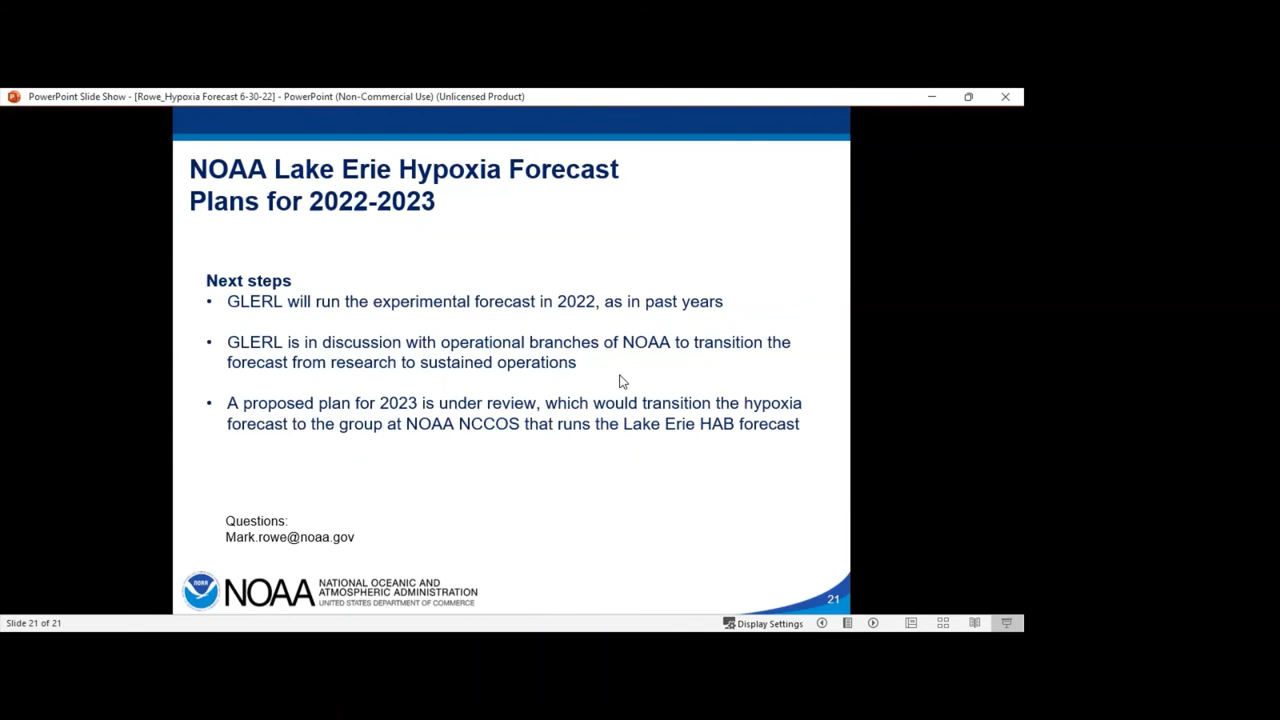 PowerPoint Slide Show - [Rowe_Hypoxia Forecast 6-30-22] - PowerPoint (Non-Commercial Use) (Unlicensed Product)
NOAA Lake Erie Hypoxia Forecast
Plans for 2022-2023
Next steps
• GLERL will run the experimental forecast in 2022, as in past years
• GLERL is in discussion with operational branches of NOAA to transition the
forecast from research to sustained operations
• A proposed plan for 2023 is under review, which would transition the hypoxia
forecast to the group at NOAA NCCOS that runs the Lake Erie HAB forecast
Questions:
Mark.rowe@noaa.gov
NOAA
NOAA
NATIONAL OCEANIC AND
ATMOSPHERIC ADMINISTRATION
UNITED STATES DEPARTMENT OF COMMERCE
21
Slide 21 of 21
Display Settings